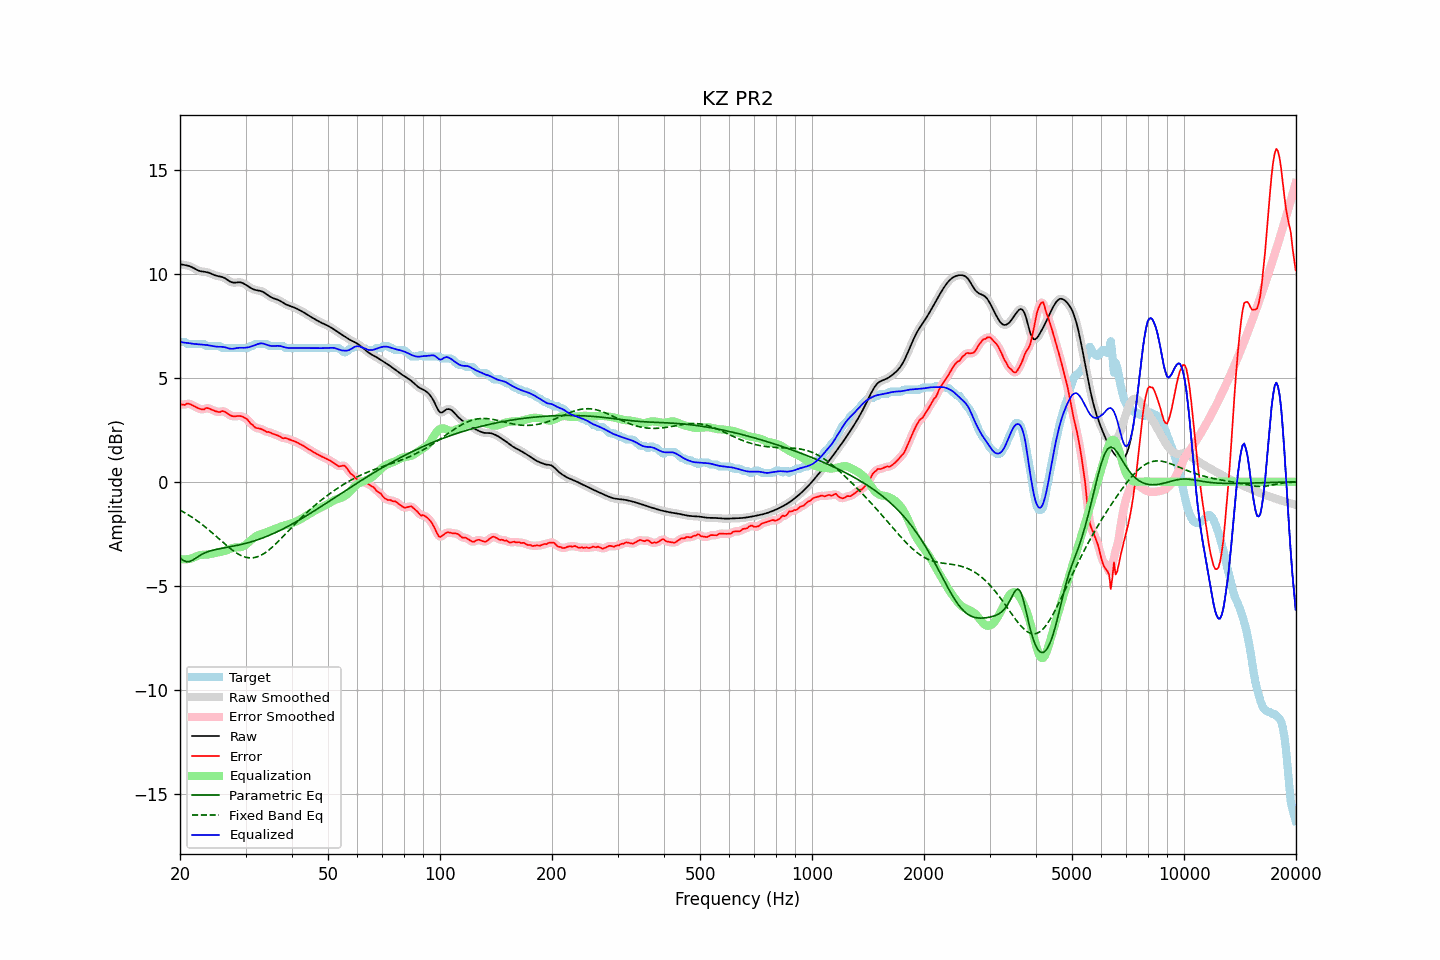 KZ PR2
Amplitude (dBr)
15
10
5
0
−5
−10
−15
Target
Raw Smoothed
Error Smoothed
Raw
Error
Equalization
Parametric Eq
Fixed Band Eq
Equalized
20 50 100 200 500 1000 2000 5000 10000 20000
Frequency (Hz)